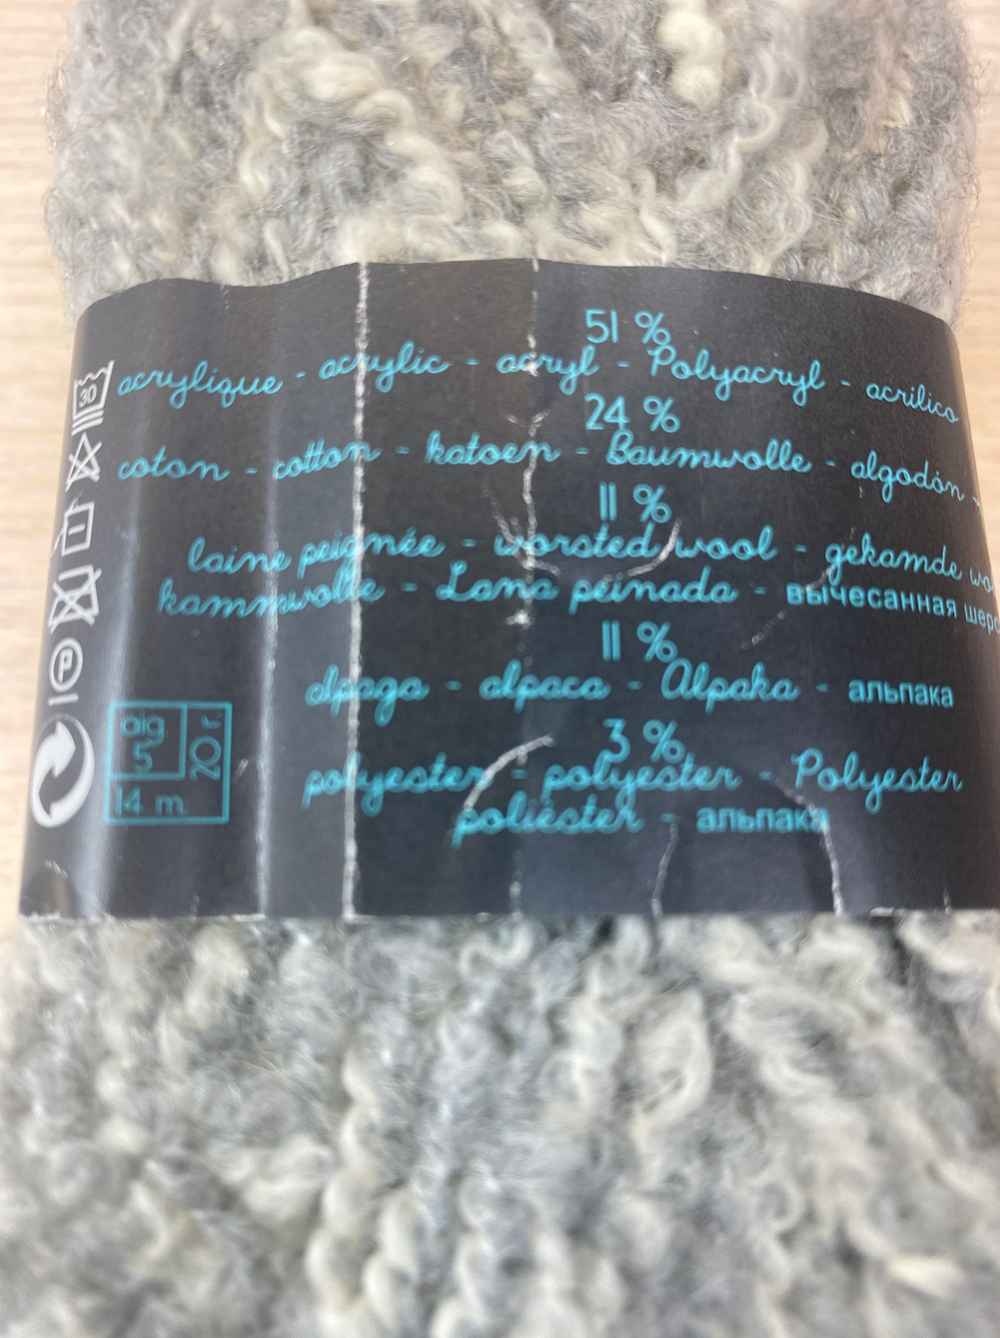 51 %
acrylique - acrylic - acryl - Polyacryl - acrilico
24 %
coton - cotton - katoen - Baumwolle - algodón -
11 %
laine peignée - worsted wool - gekamde
kammwolle - Lana peinada - вычесанная
11 %
alpaga - alpaca - Alpaka - альпака
3 %
polyester - polyester - Polyester
poliéster - альпака
30
P
aig.
5
20 r.
14 m.